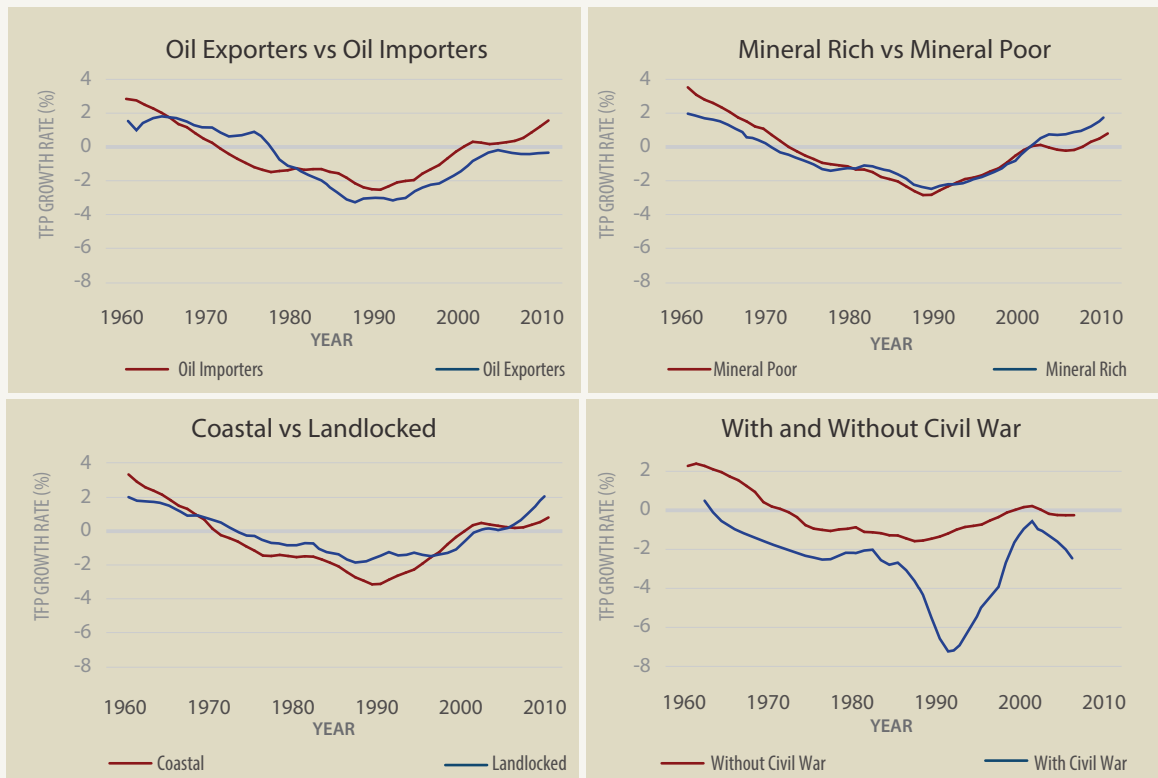 Oil Exporters vs Oil Importers
TFP GROWTH RATE (%)
4
2
0
-2
-4
-6
-8
1960 1970 1980 1990 2000 2010
YEAR
Oil Importers Oil Exporters
Mineral Rich vs Mineral Poor
TFP GROWTH RATE (%)
4
2
0
-2
-4
-6
-8
1960 1970 1980 1990 2000 2010
YEAR
Mineral Poor Mineral Rich
Coastal vs Landlocked
TFP GROWTH RATE (%)
4
2
0
-2
-4
-6
-8
1960 1970 1980 1990 2000 2010
YEAR
Coastal Landlocked
With and Without Civil War
TFP GROWTH RATE (%)
2
0
-2
-4
-6
-8
1960 1970 1980 1990 2000 2010
YEAR
Without Civil War With Civil War